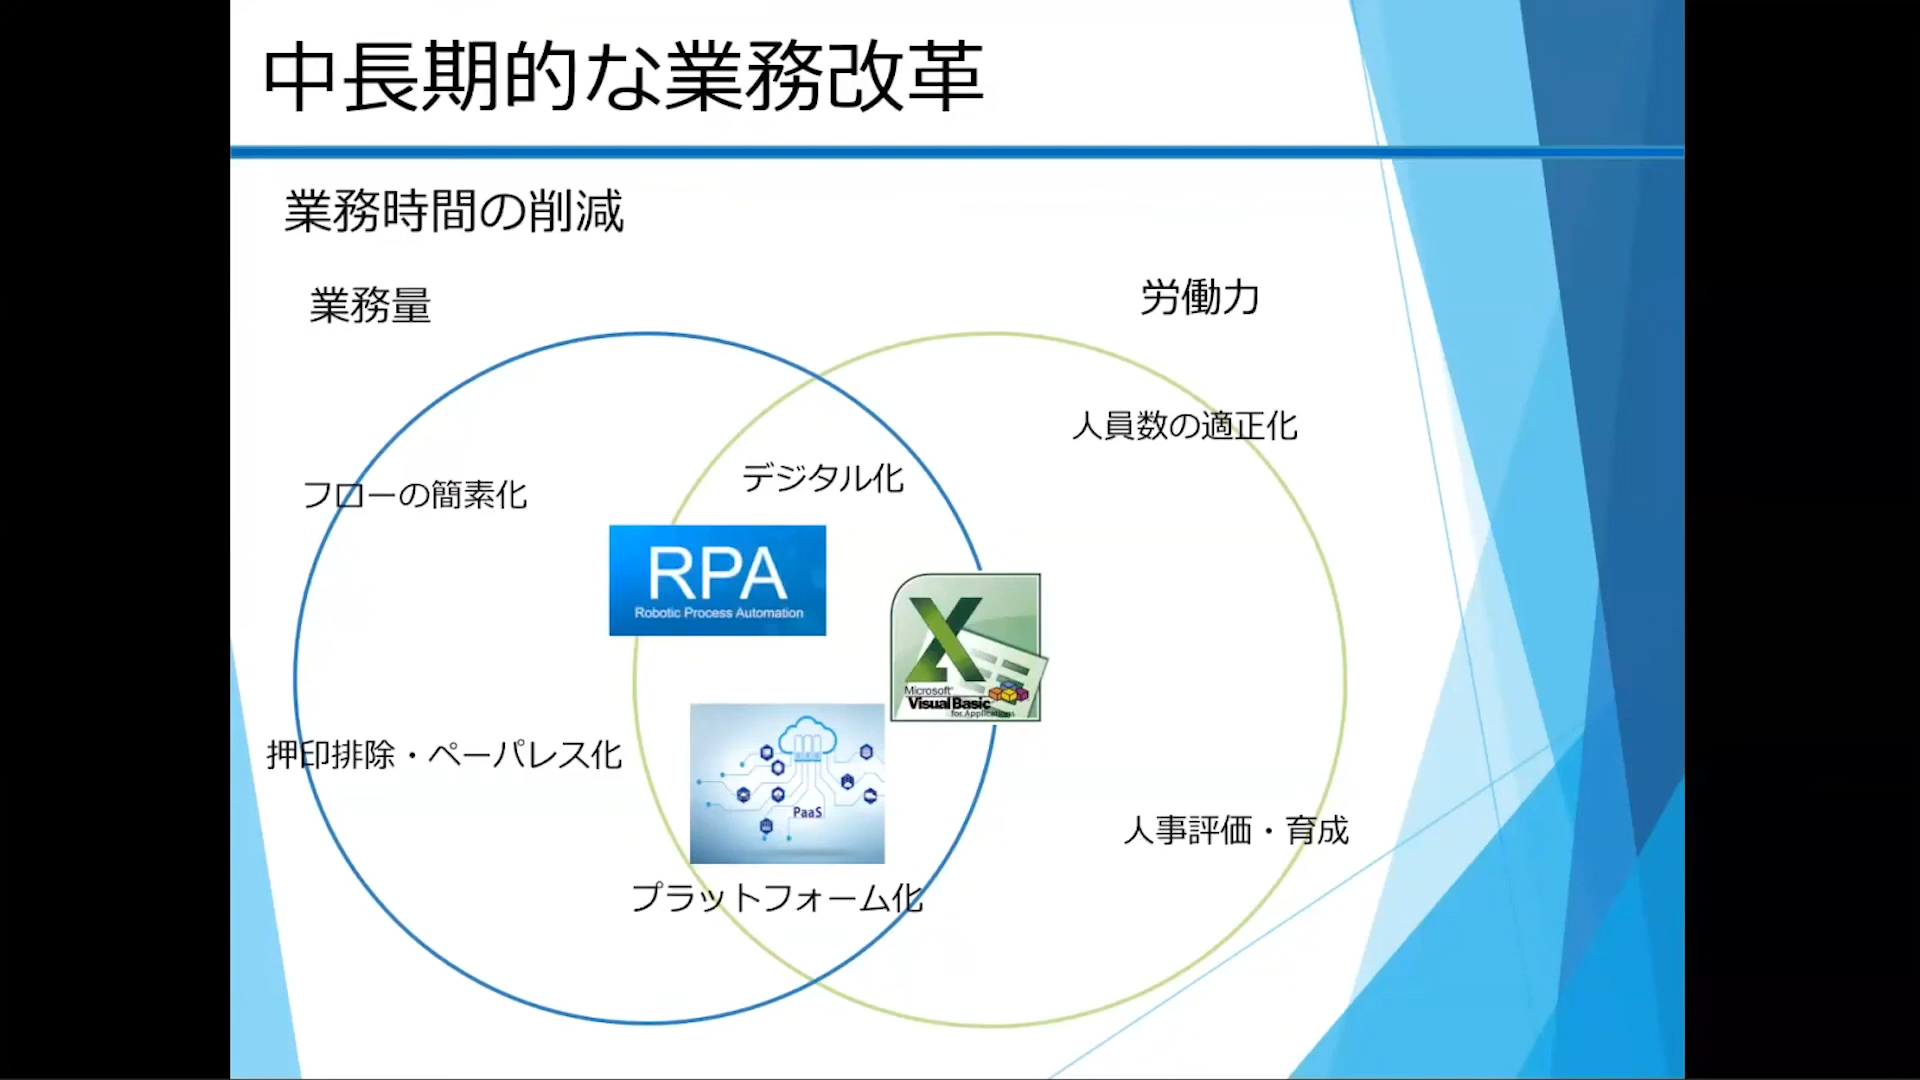 中長期的な業務改革
業務時間の削減
業務量
労働力
人員数の適正化
デジタル化
フローの簡素化
RPA
Robotic Process Automation
Microsoft
Visual Basic
for Applications
押印排除・ペーパレス化
PaaS
人事評価・育成
プラットフォーム化